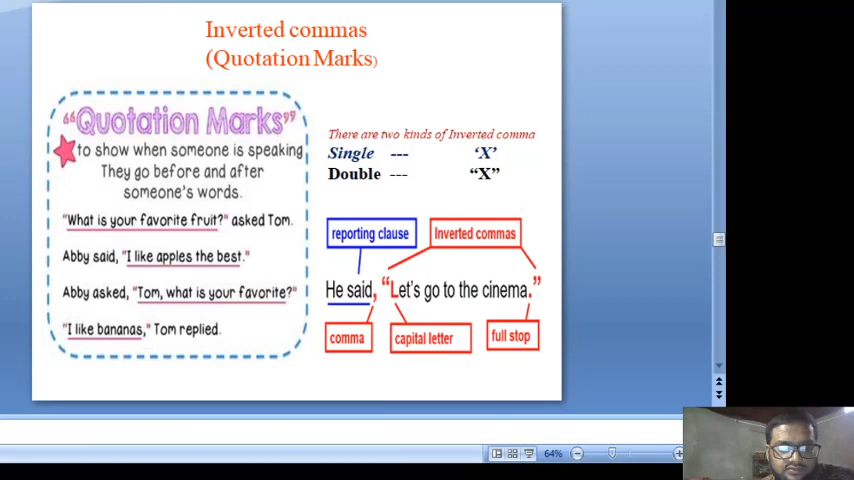 Inverted commas
(Quotation Marks)
“Quotation Marks”
to show when someone is speaking
They go before and after
someone's words.
"What is your favorite fruit?" asked Tom.
Abby said, "I like apples the best."
Abby asked, "Tom, what is your favorite?"
"I like bananas," Tom replied.
There are two kinds of Inverted comma
Single --- ‘X’
Double --- “X”
reporting clause
Inverted commas
He said, “Let's go to the cinema.”
comma
capital letter
full stop
64%